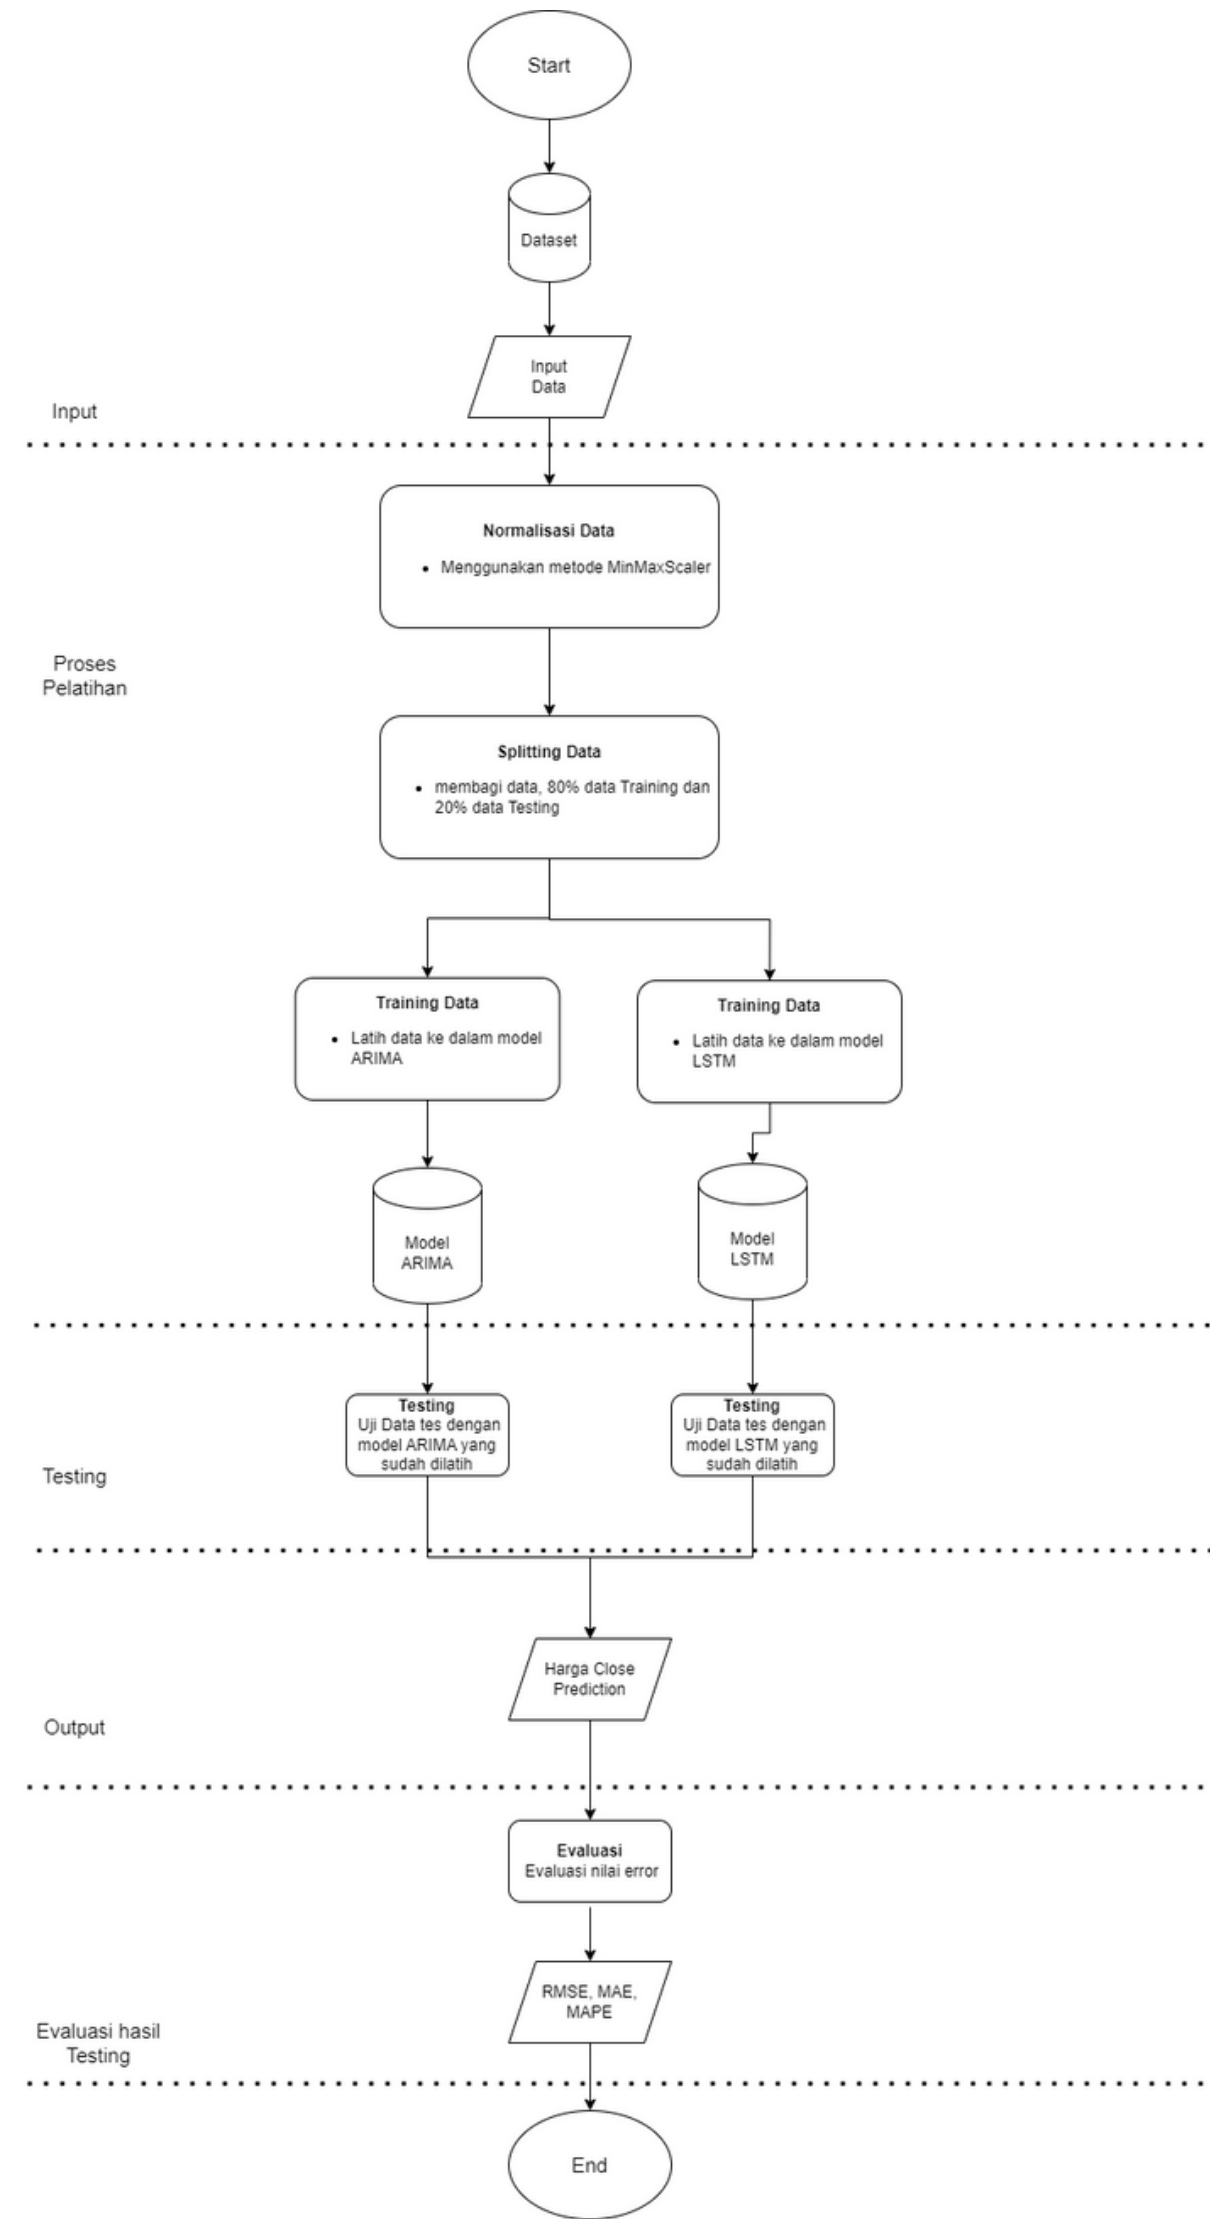 Start
Dataset
Input
Data
Input
Normalisasi Data
• Menggunakan metode MinMaxScaler
Proses
Pelatihan
Splitting Data
• membagi data, 80% data Training dan
20% data Testing
Training Data
• Latih data ke dalam model
ARIMA
Training Data
• Latih data ke dalam model
LSTM
Model
ARIMA
Model
LSTM
Testing
Uji Data tes dengan
model ARIMA yang
sudah dilatih
Testing
Uji Data tes dengan
model LSTM yang
sudah dilatih
Testing
Harga Close
Prediction
Output
Evaluasi
Evaluasi nilai error
RMSE, MAE,
MAPE
Evaluasi hasil
Testing
End